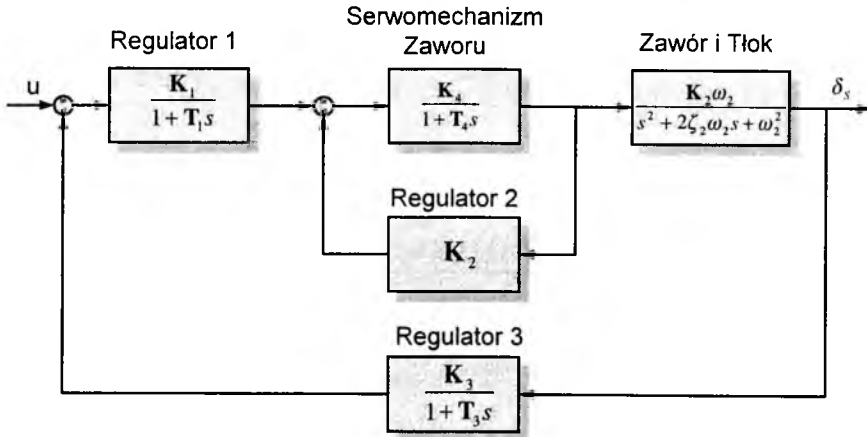 Serwomechanizm
Zaworu
Regulator 1
Zawór i Tłok
u
K₁
1 + T₁s
K₄
1 + T₄s
K₂ω₂
s² + 2ζ₂ω₂s + ω₂²
δₛ
Regulator 2
K₂
Regulator 3
K₃
1 + T₃s